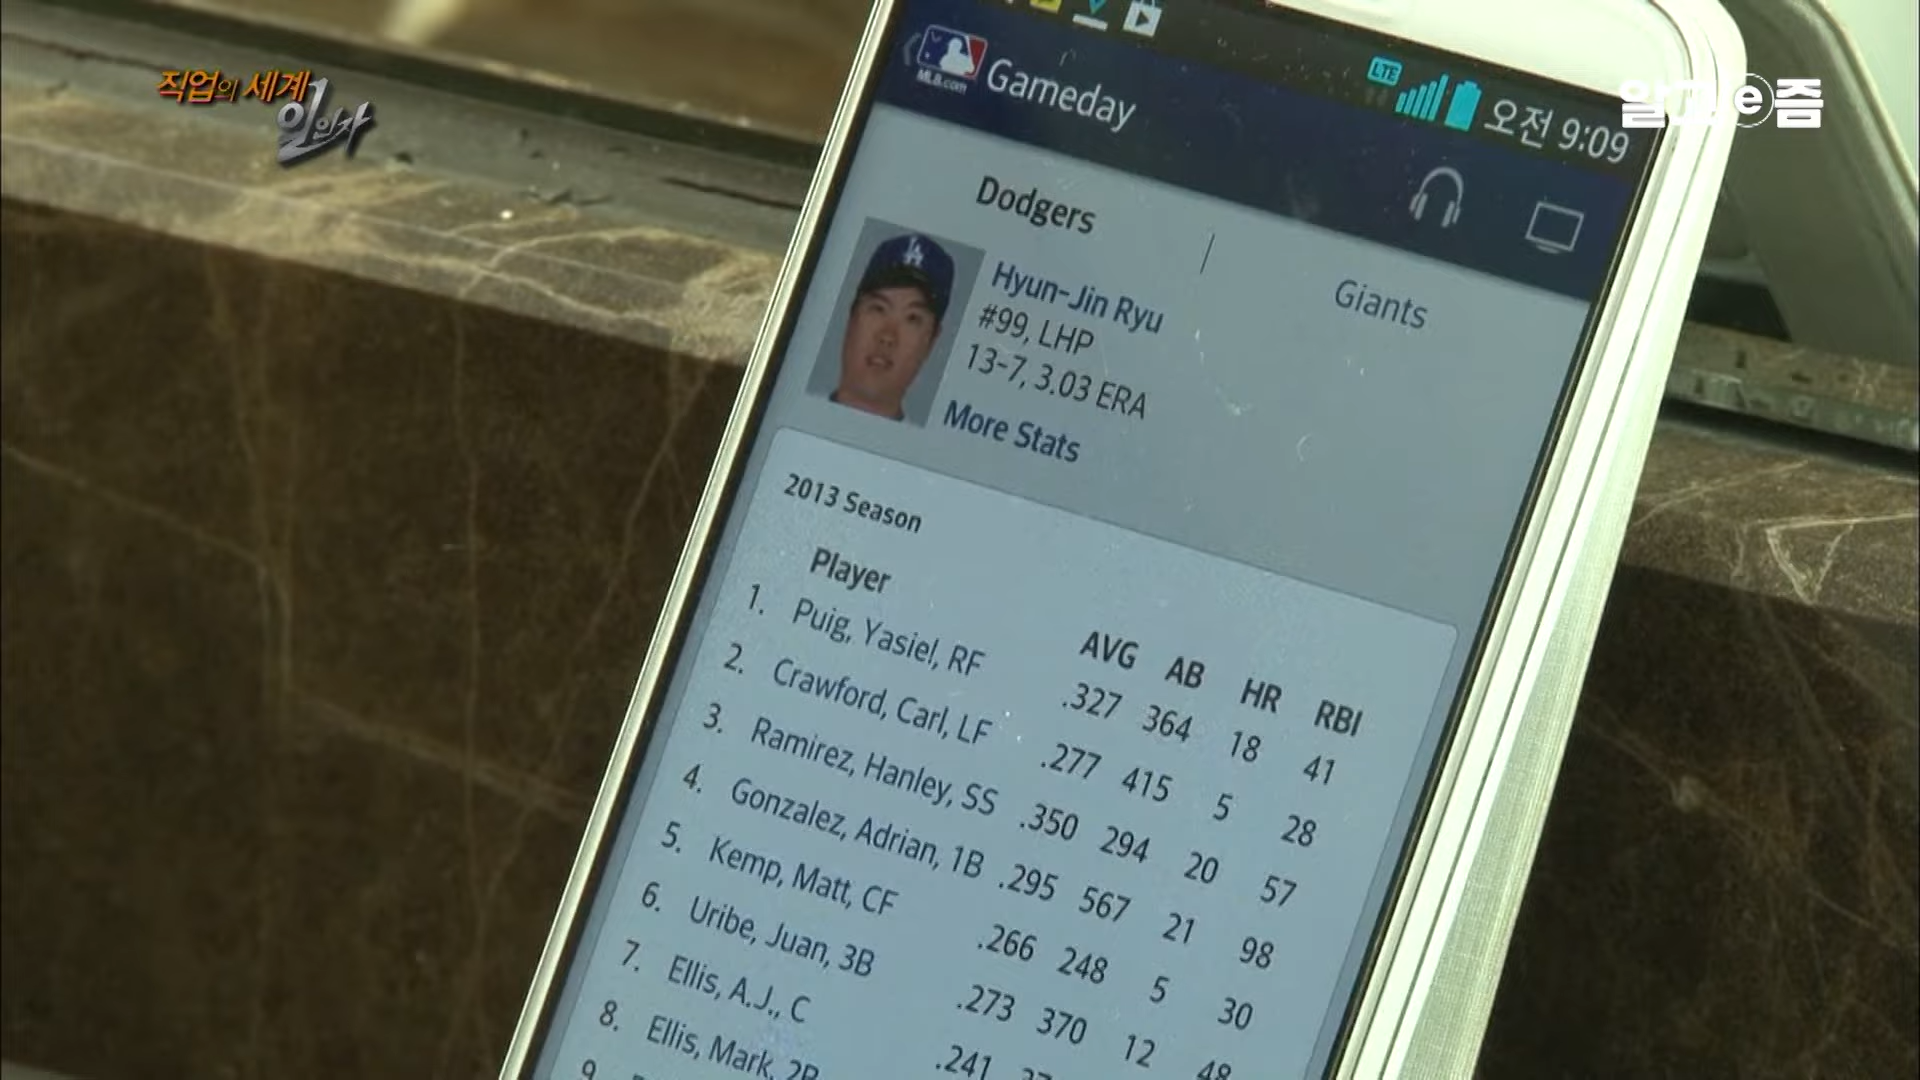 직업의 세계
일인자
알고e즘
LTE
오전 9:09
MLB.com
Gameday
Dodgers
Giants
Hyun-Jin Ryu
#99, LHP
13-7, 3.03 ERA
More Stats
2013 Season
Player AVG AB HR RBI
1. Puig, Yasiel, RF .327 364 18 41
2. Crawford, Carl, LF .277 415 5 28
3. Ramirez, Hanley, SS .350 294 20 57
4. Gonzalez, Adrian, 1B .295 567 21 98
5. Kemp, Matt, CF .266 248 5 30
6. Uribe, Juan, 3B .273 370 12 48
7. Ellis, A.J., C .241
8. Ellis, Mark, 2B
9.